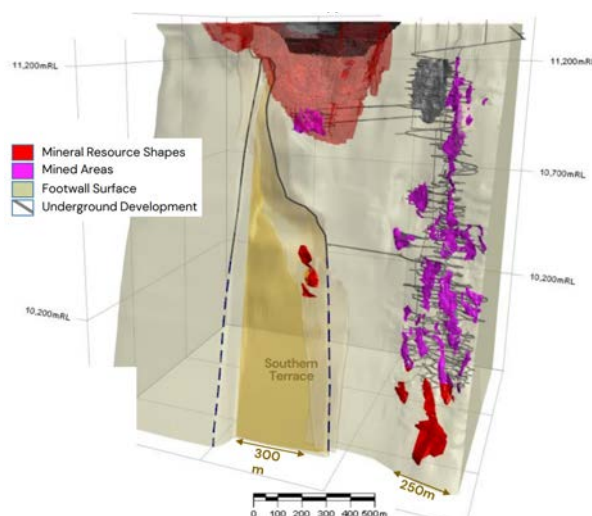 11,200mRL
11,200mRL
Mineral Resource Shapes
Mined Areas
Footwall Surface
Underground Development
10,700mRL
10,200mRL
10,200mRL
Southern
Terrace
300
m
250m
0 100 200 300 400 500m